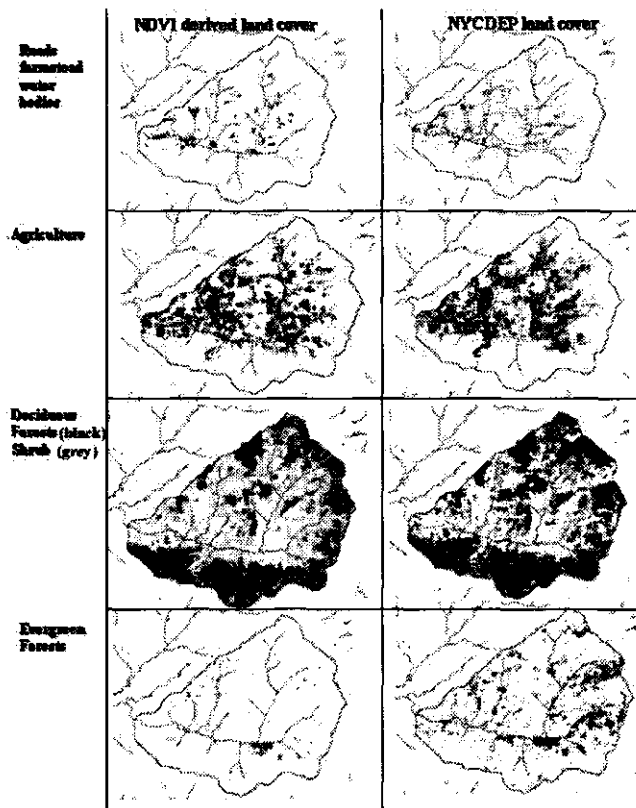 NDVI derived land cover
NYCDEP land cover
Roads
farmstead
water
bodies
Agriculture
Deciduous
Forests (black)
Shrub (grey)
Evergreen
Forests